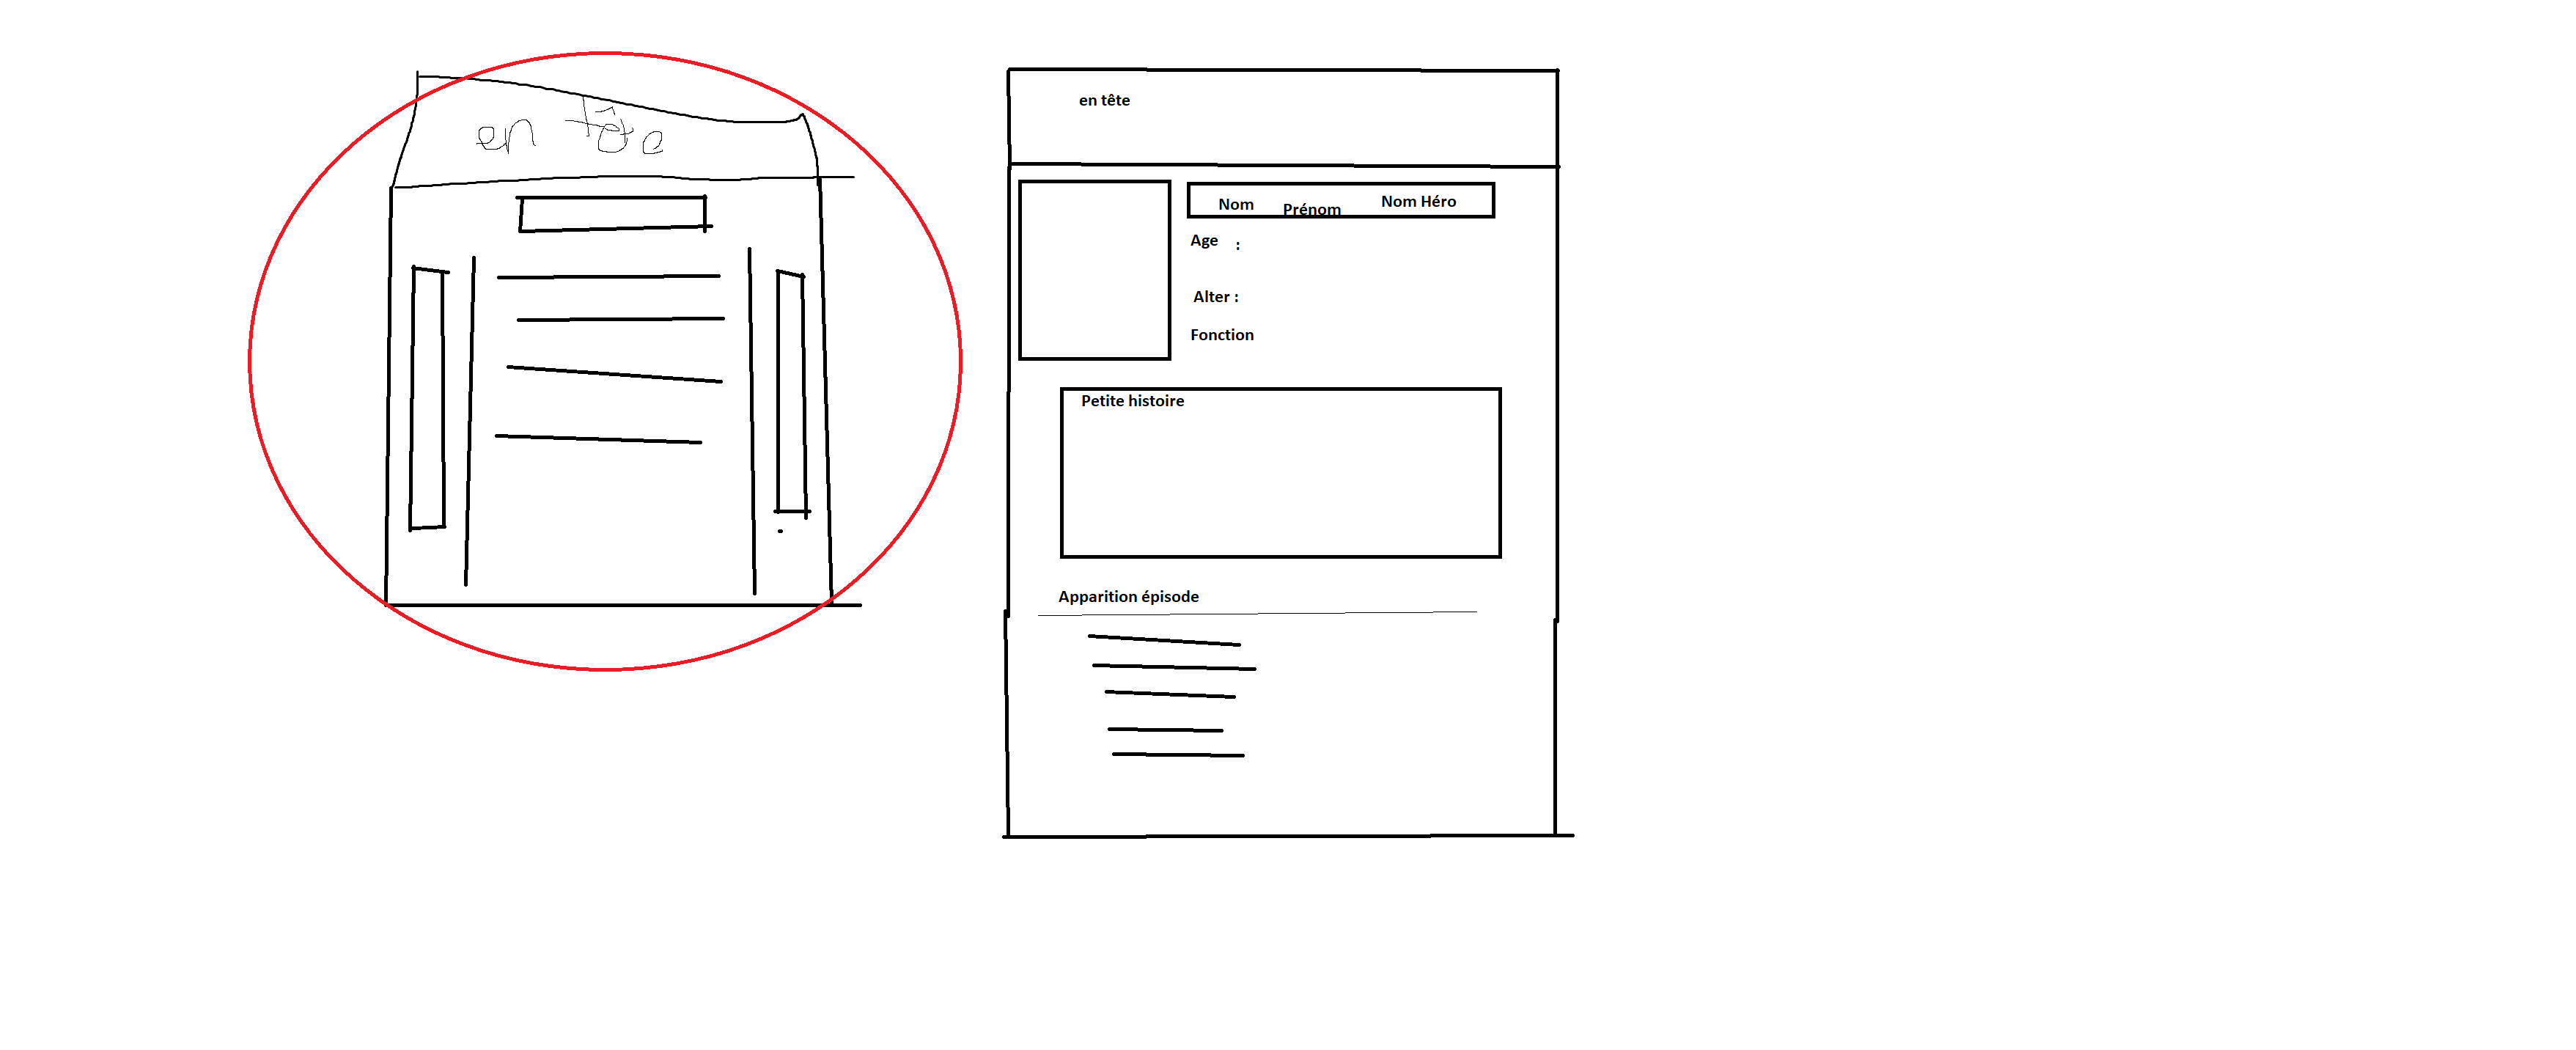 en tête
en tête
Nom Prénom Nom Héro
Age :
Alter :
Fonction
Petite histoire
Apparition épisode